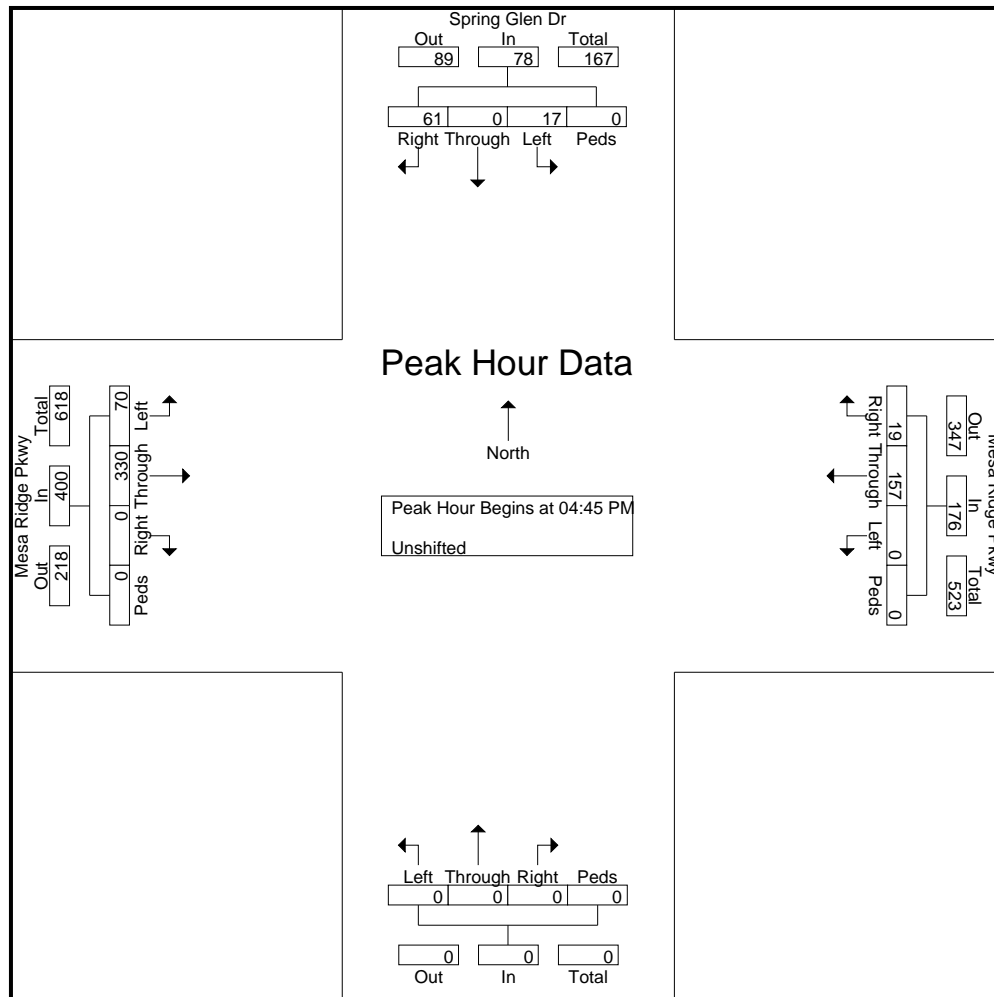 Spring Glen Dr
Out In Total
89 78 167
61 0 17 0
Right Through Left Peds
Peak Hour Data
North
Peak Hour Begins at 04:45 PM
Unshifted
Mesa Ridge Pkwy
Out In Total
218 400 618
70 330 0 0
Left Through Right Peds
Mesa Ridge Pkwy
Out In Total
347 176 523
19 157 0 0
Right Through Left Peds
Left Through Right Peds
0 0 0 0
0 0 0
Out In Total